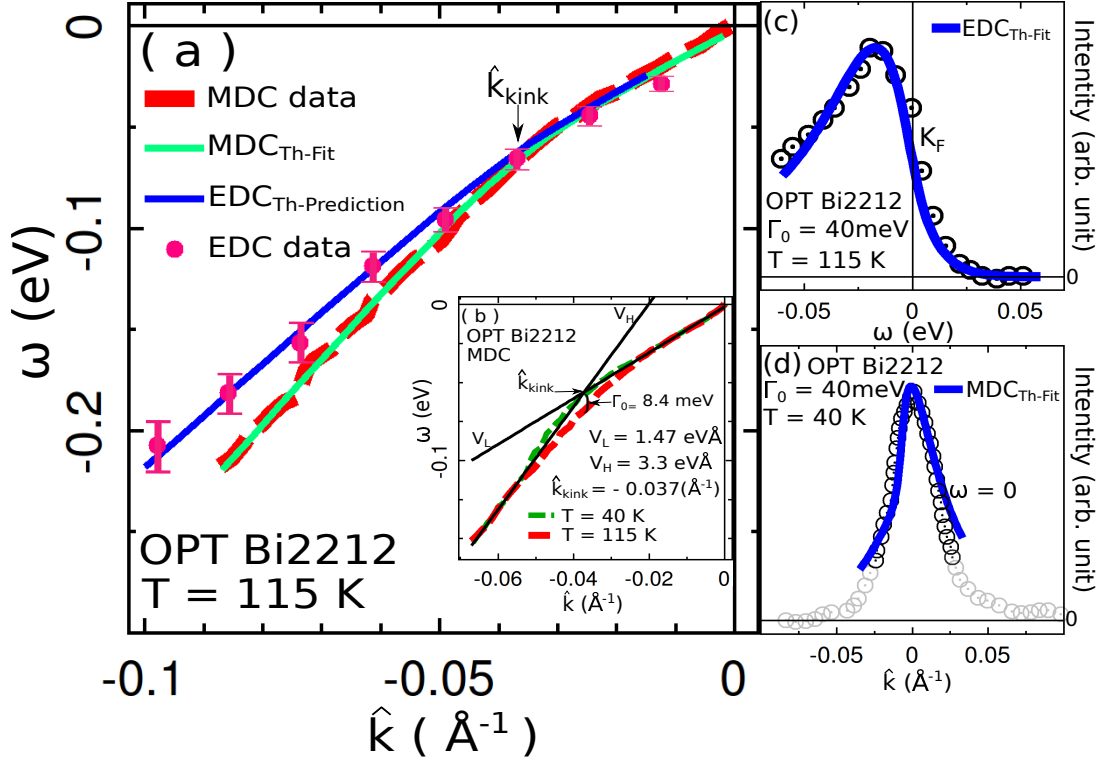 ( a )
MDC data
MDC_Th-Fit
EDC_Th-Prediction
EDC data
k̂_kink
OPT Bi2212
T = 115 K
0
-0.1
-0.2
ω (eV)
-0.1
-0.05
0
k̂ ( Å⁻¹)
( b )
OPT Bi2212
MDC
V_H
k̂_kink
Γ₀₌ 8.4 meV
V_L
V_L = 1.47 eVÅ
V_H = 3.3 eVÅ
k̂_kink = - 0.037(Å⁻¹)
T = 40 K
T = 115 K
0
-0.1
ω (eV)
-0.06
-0.04
-0.02
0
k̂ (Å⁻¹)
(c)
EDC_Th-Fit
K_F
OPT Bi2212
Γ₀ = 40meV
T = 115 K
0
-0.05
0
0.05
ω (eV)
Intentity (arb. unit)
(d)
OPT Bi2212
Γ₀ = 40meV
T = 40 K
MDC_Th-Fit
ω = 0
0
-0.05
0
0.05
k̂ (Å⁻¹)
Intentity (arb. unit)